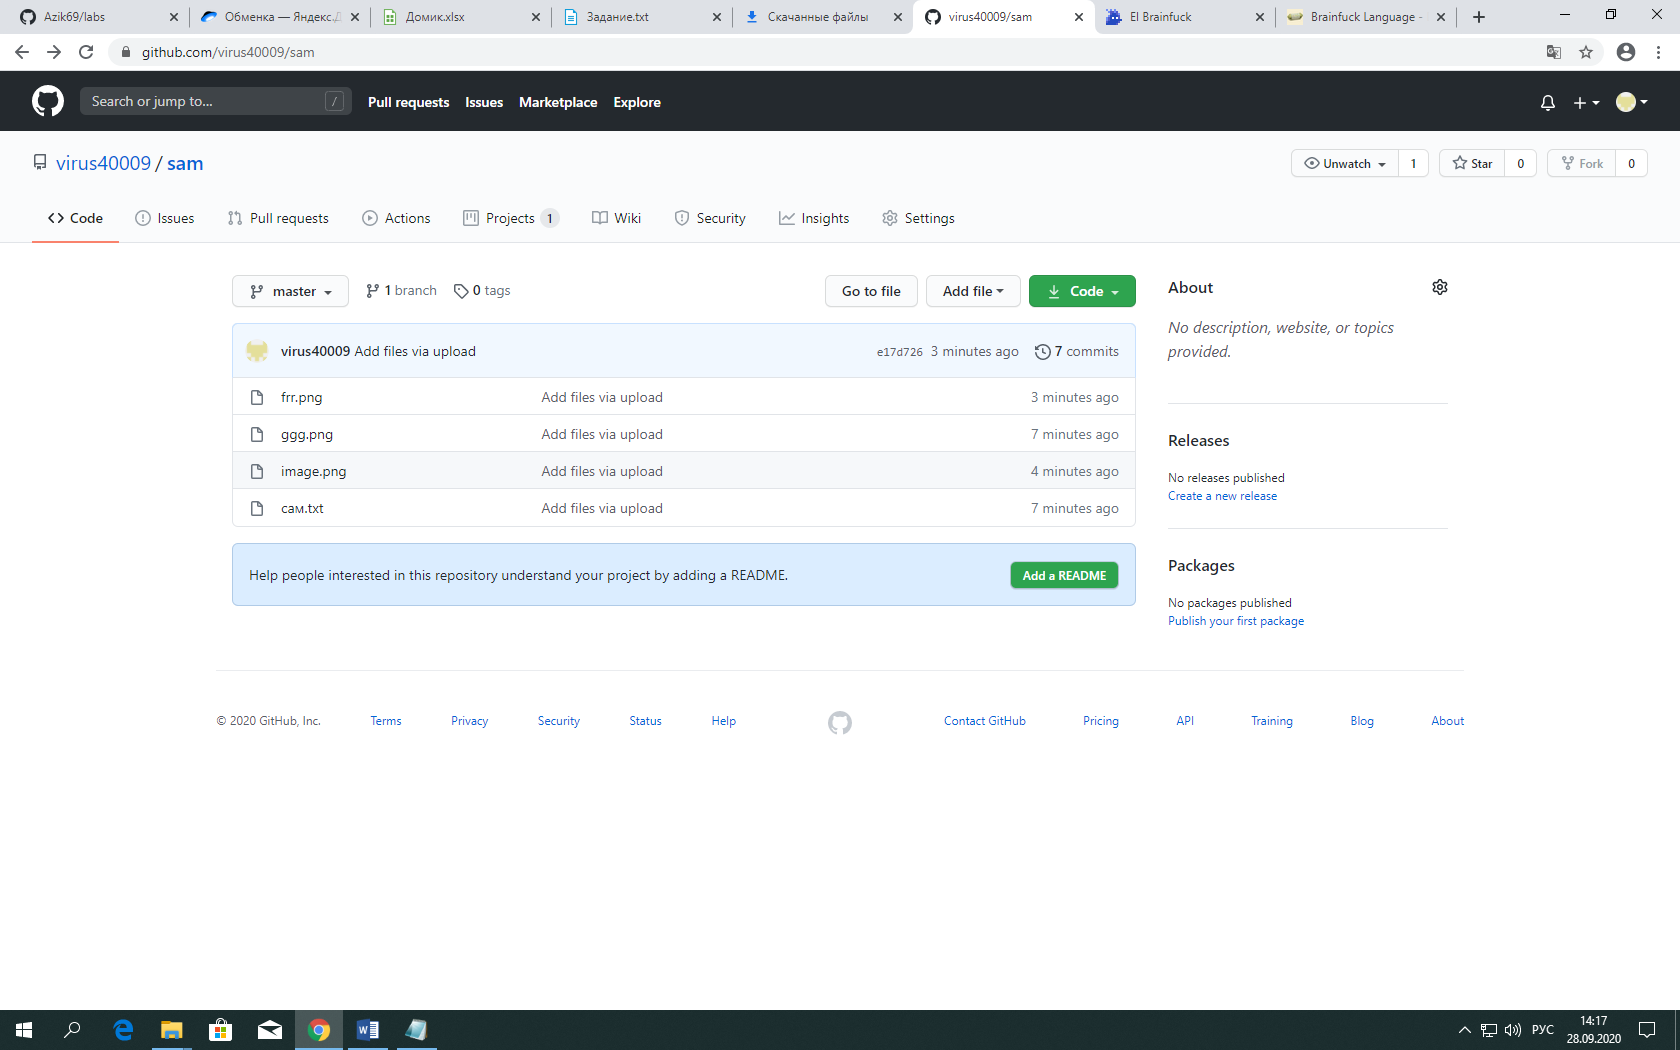 Azik69/labs
Обменка — Яндекс.Д
Домик.xlsx
Задание.txt
Скачанные файлы
virus40009/sam
El Brainfuck
Brainfuck Language -
github.com/virus40009/sam
Search or jump to... /
Pull requests Issues Marketplace Explore
virus40009 / sam
Unwatch 1 Star 0 Fork 0
Code Issues Pull requests Actions Projects 1 Wiki Security Insights Settings
master 1 branch 0 tags Go to file Add file Code
virus40009 Add files via upload e17d726 3 minutes ago 7 commits
frr.png Add files via upload 3 minutes ago
ggg.png Add files via upload 7 minutes ago
image.png Add files via upload 4 minutes ago
сам.txt Add files via upload 7 minutes ago
Help people interested in this repository understand your project by adding a README. Add a README
About
No description, website, or topics
provided.
Releases
No releases published
Create a new release
Packages
No packages published
Publish your first package
© 2020 GitHub, Inc. Terms Privacy Security Status Help Contact GitHub Pricing API Training Blog About
РУС
14:17
28.09.2020